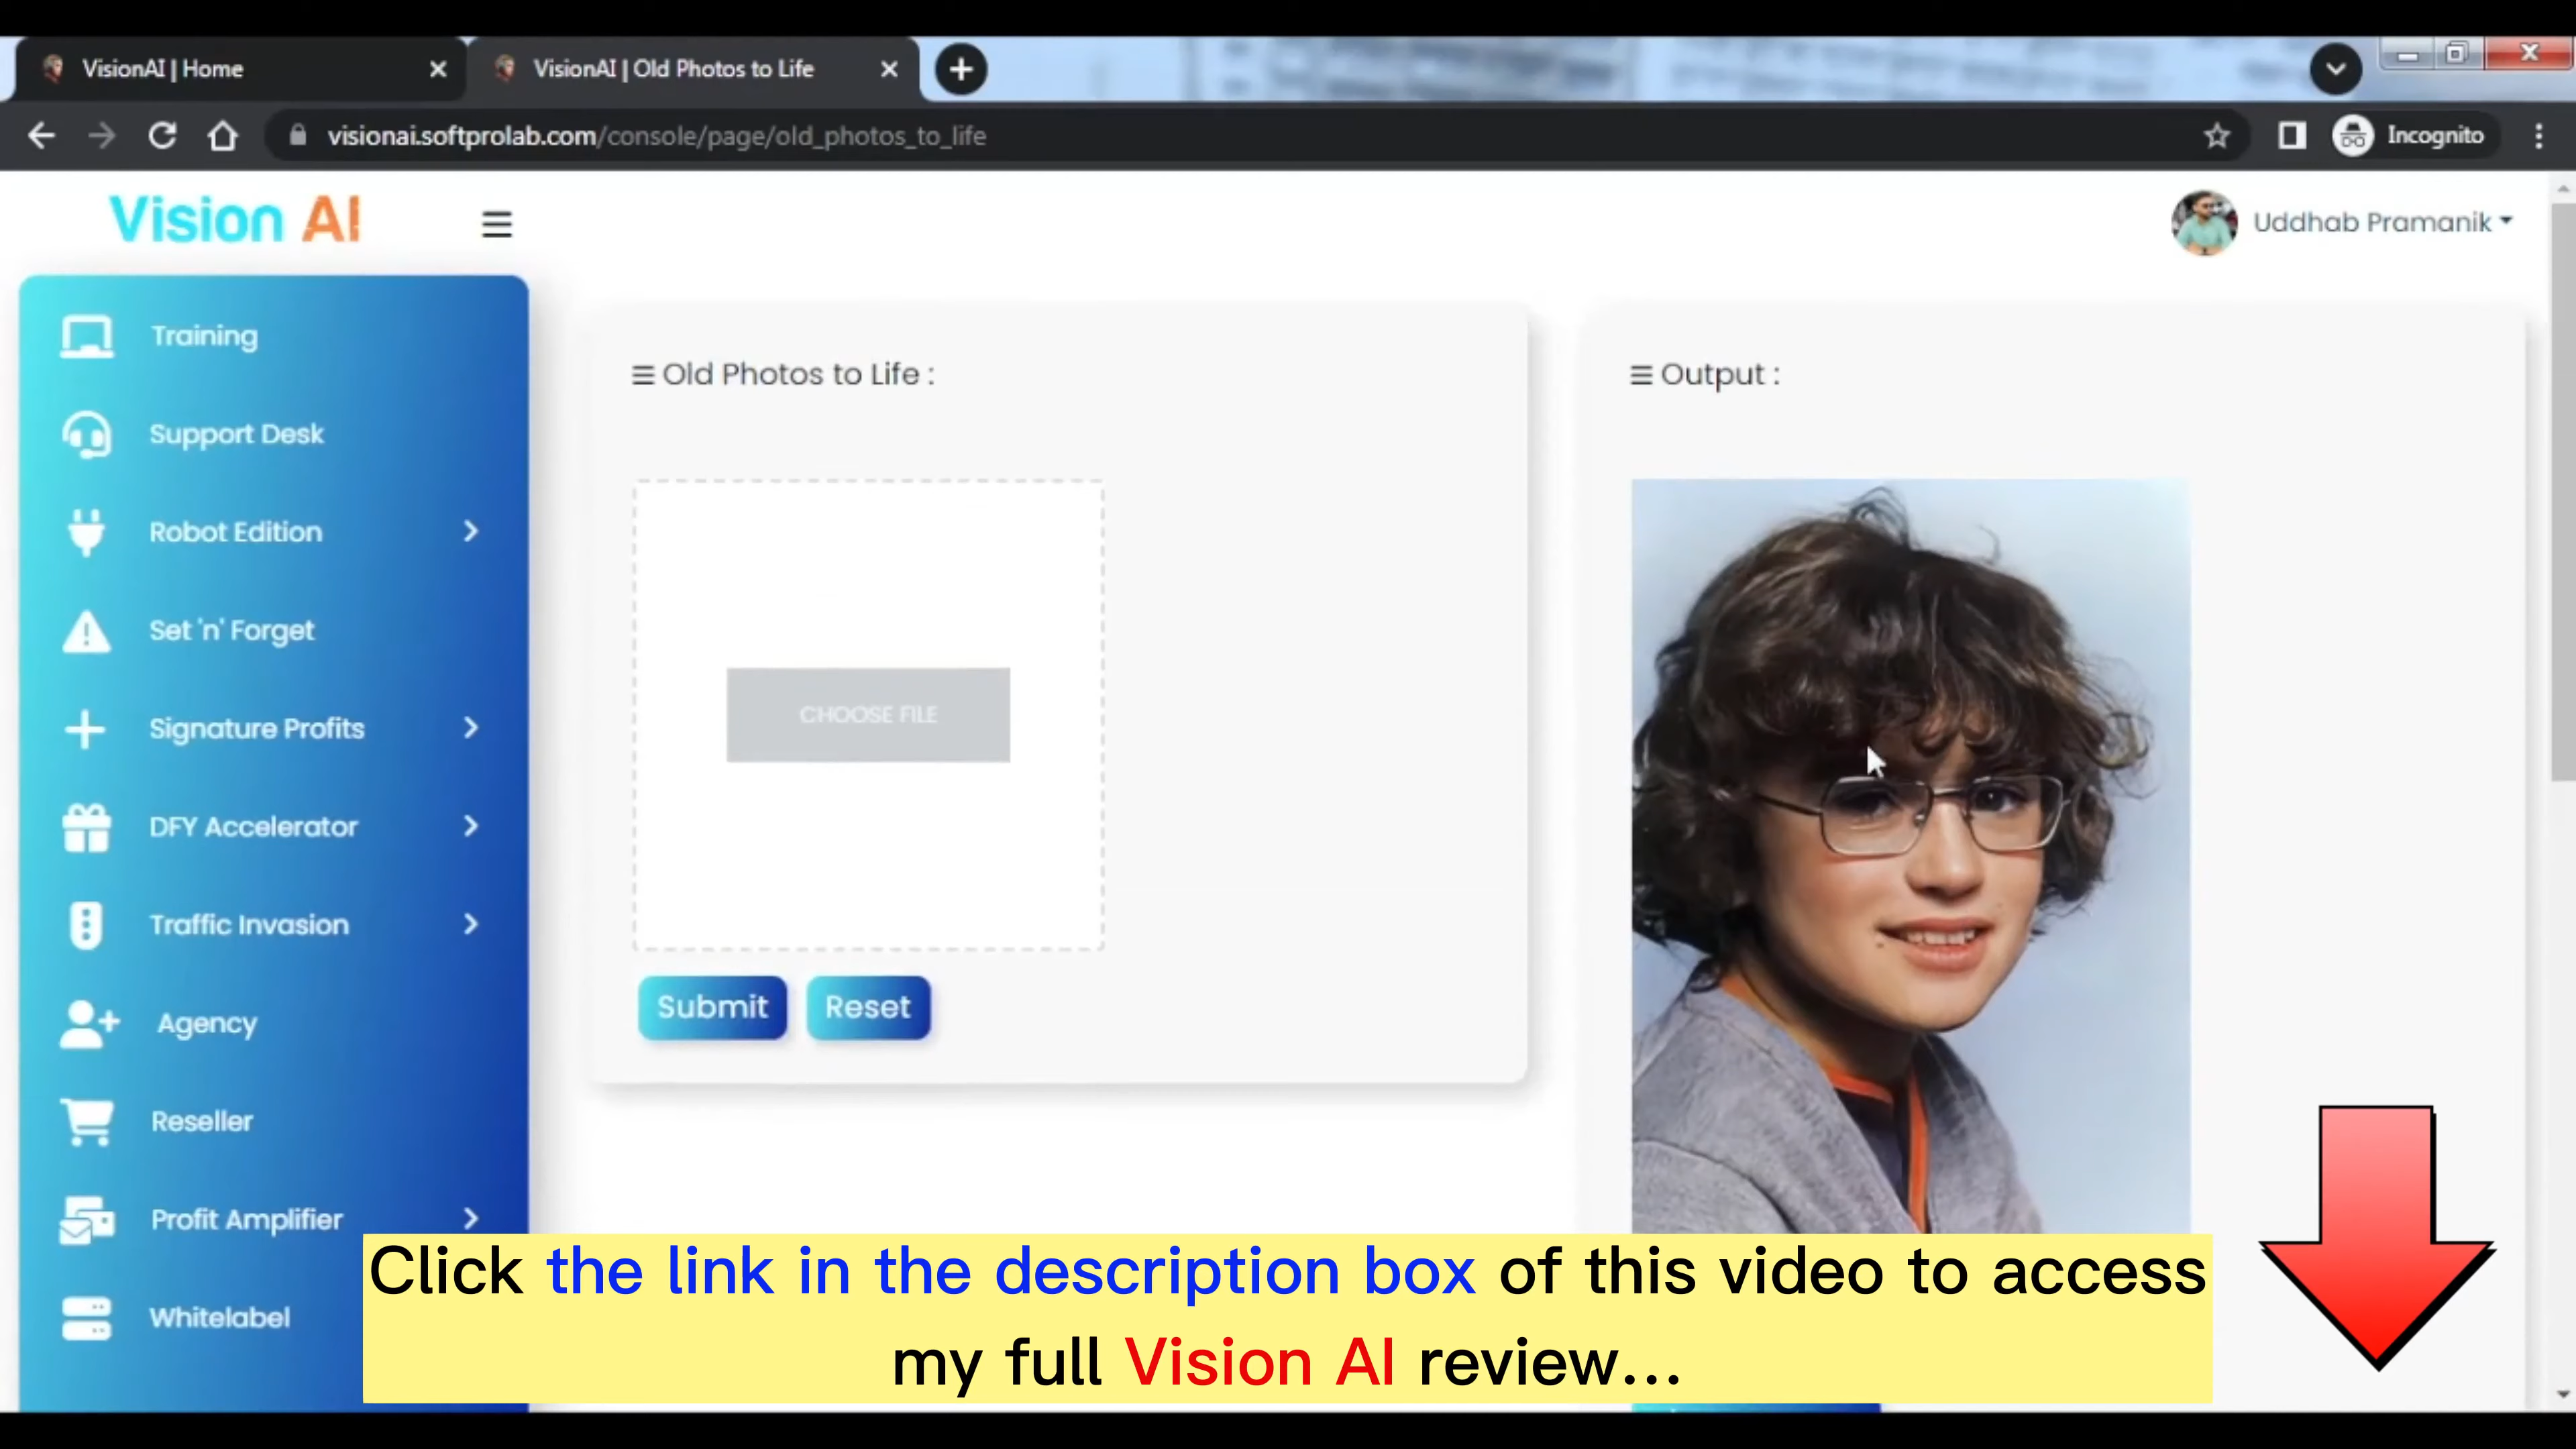 VisionAI | Home
VisionAI | Old Photos to Life
visionai.softprolab.com/console/page/old_photos_to_life
Incognito
Vision AI
Uddhab Pramanik
Training
Support Desk
Robot Edition
Set 'n' Forget
Signature Profits
DFY Accelerator
Traffic Invasion
Agency
Reseller
Profit Amplifier
Whitelabel
Old Photos to Life :
CHOOSE FILE
Submit
Reset
Output :
Click the link in the description box of this video to access
my full Vision AI review...